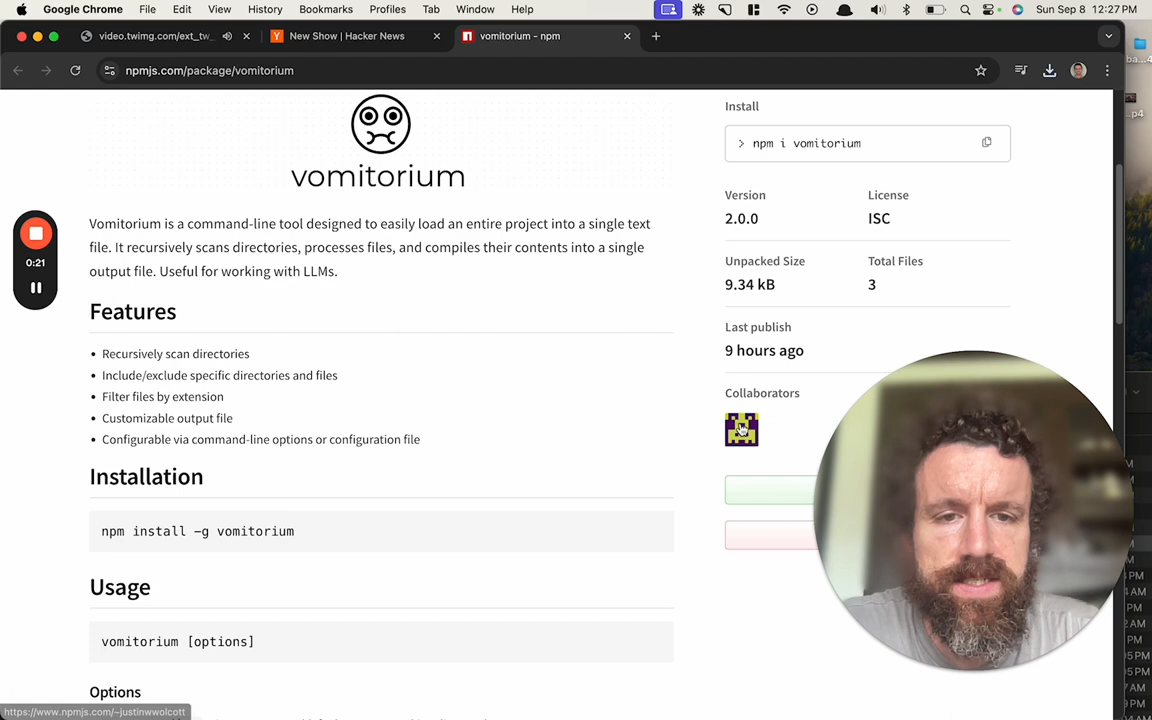 Google Chrome File Edit View History Bookmarks Profiles Tab Window Help
Sun Sep 8 12:27 PM
video.twimg.com/ext_tw
New Show | Hacker News
vomitorium - npm
npmjs.com/package/vomitorium
vomitorium
Vomitorium is a command-line tool designed to easily load an entire project into a single text
file. It recursively scans directories, processes files, and compiles their contents into a single
output file. Useful for working with LLMs.
Features
• Recursively scan directories
• Include/exclude specific directories and files
• Filter files by extension
• Customizable output file
• Configurable via command-line options or configuration file
Installation
npm install -g vomitorium
Usage
vomitorium [options]
Options
Install
> npm i vomitorium
Version License
2.0.0 ISC
Unpacked Size Total Files
9.34 kB 3
Last publish
9 hours ago
Collaborators
0:21
https://www.npmjs.com/~justinwwolcott